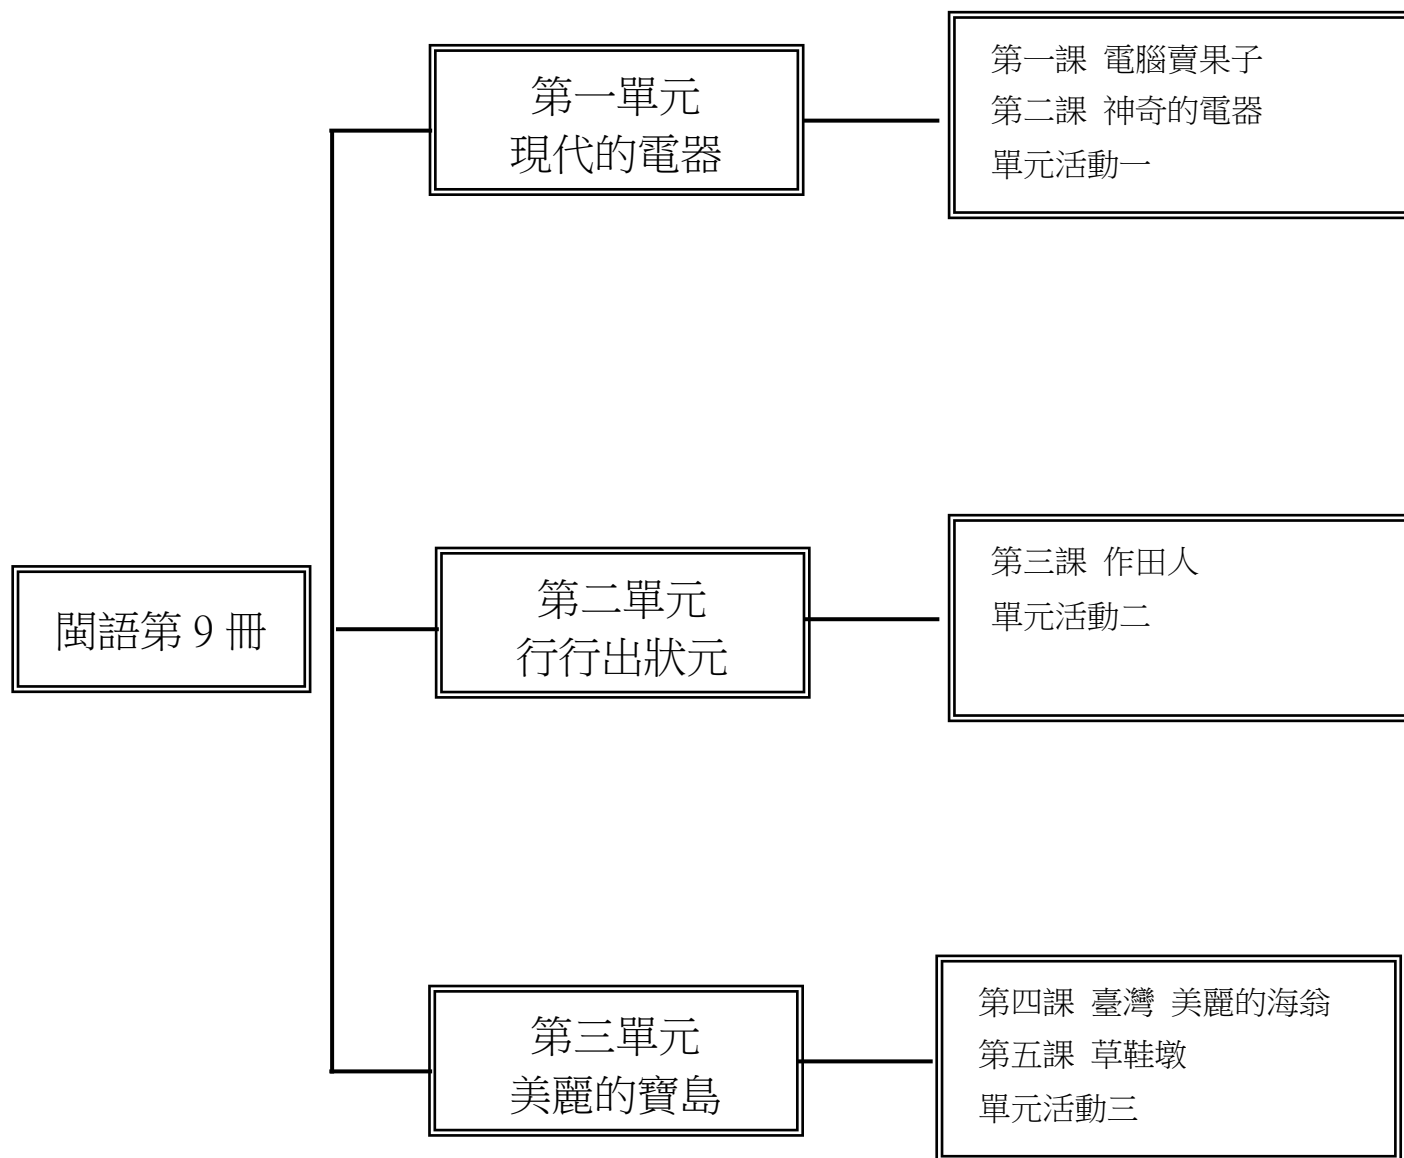 閩語第 9 冊
第一單元
現代的電器
第一課 電腦賣果子
第二課 神奇的電器
單元活動一
第二單元
行行出狀元
第三課 作田人
單元活動二
第三單元
美麗的寶島
第四課 臺灣 美麗的海翁
第五課 草鞋墩
單元活動三